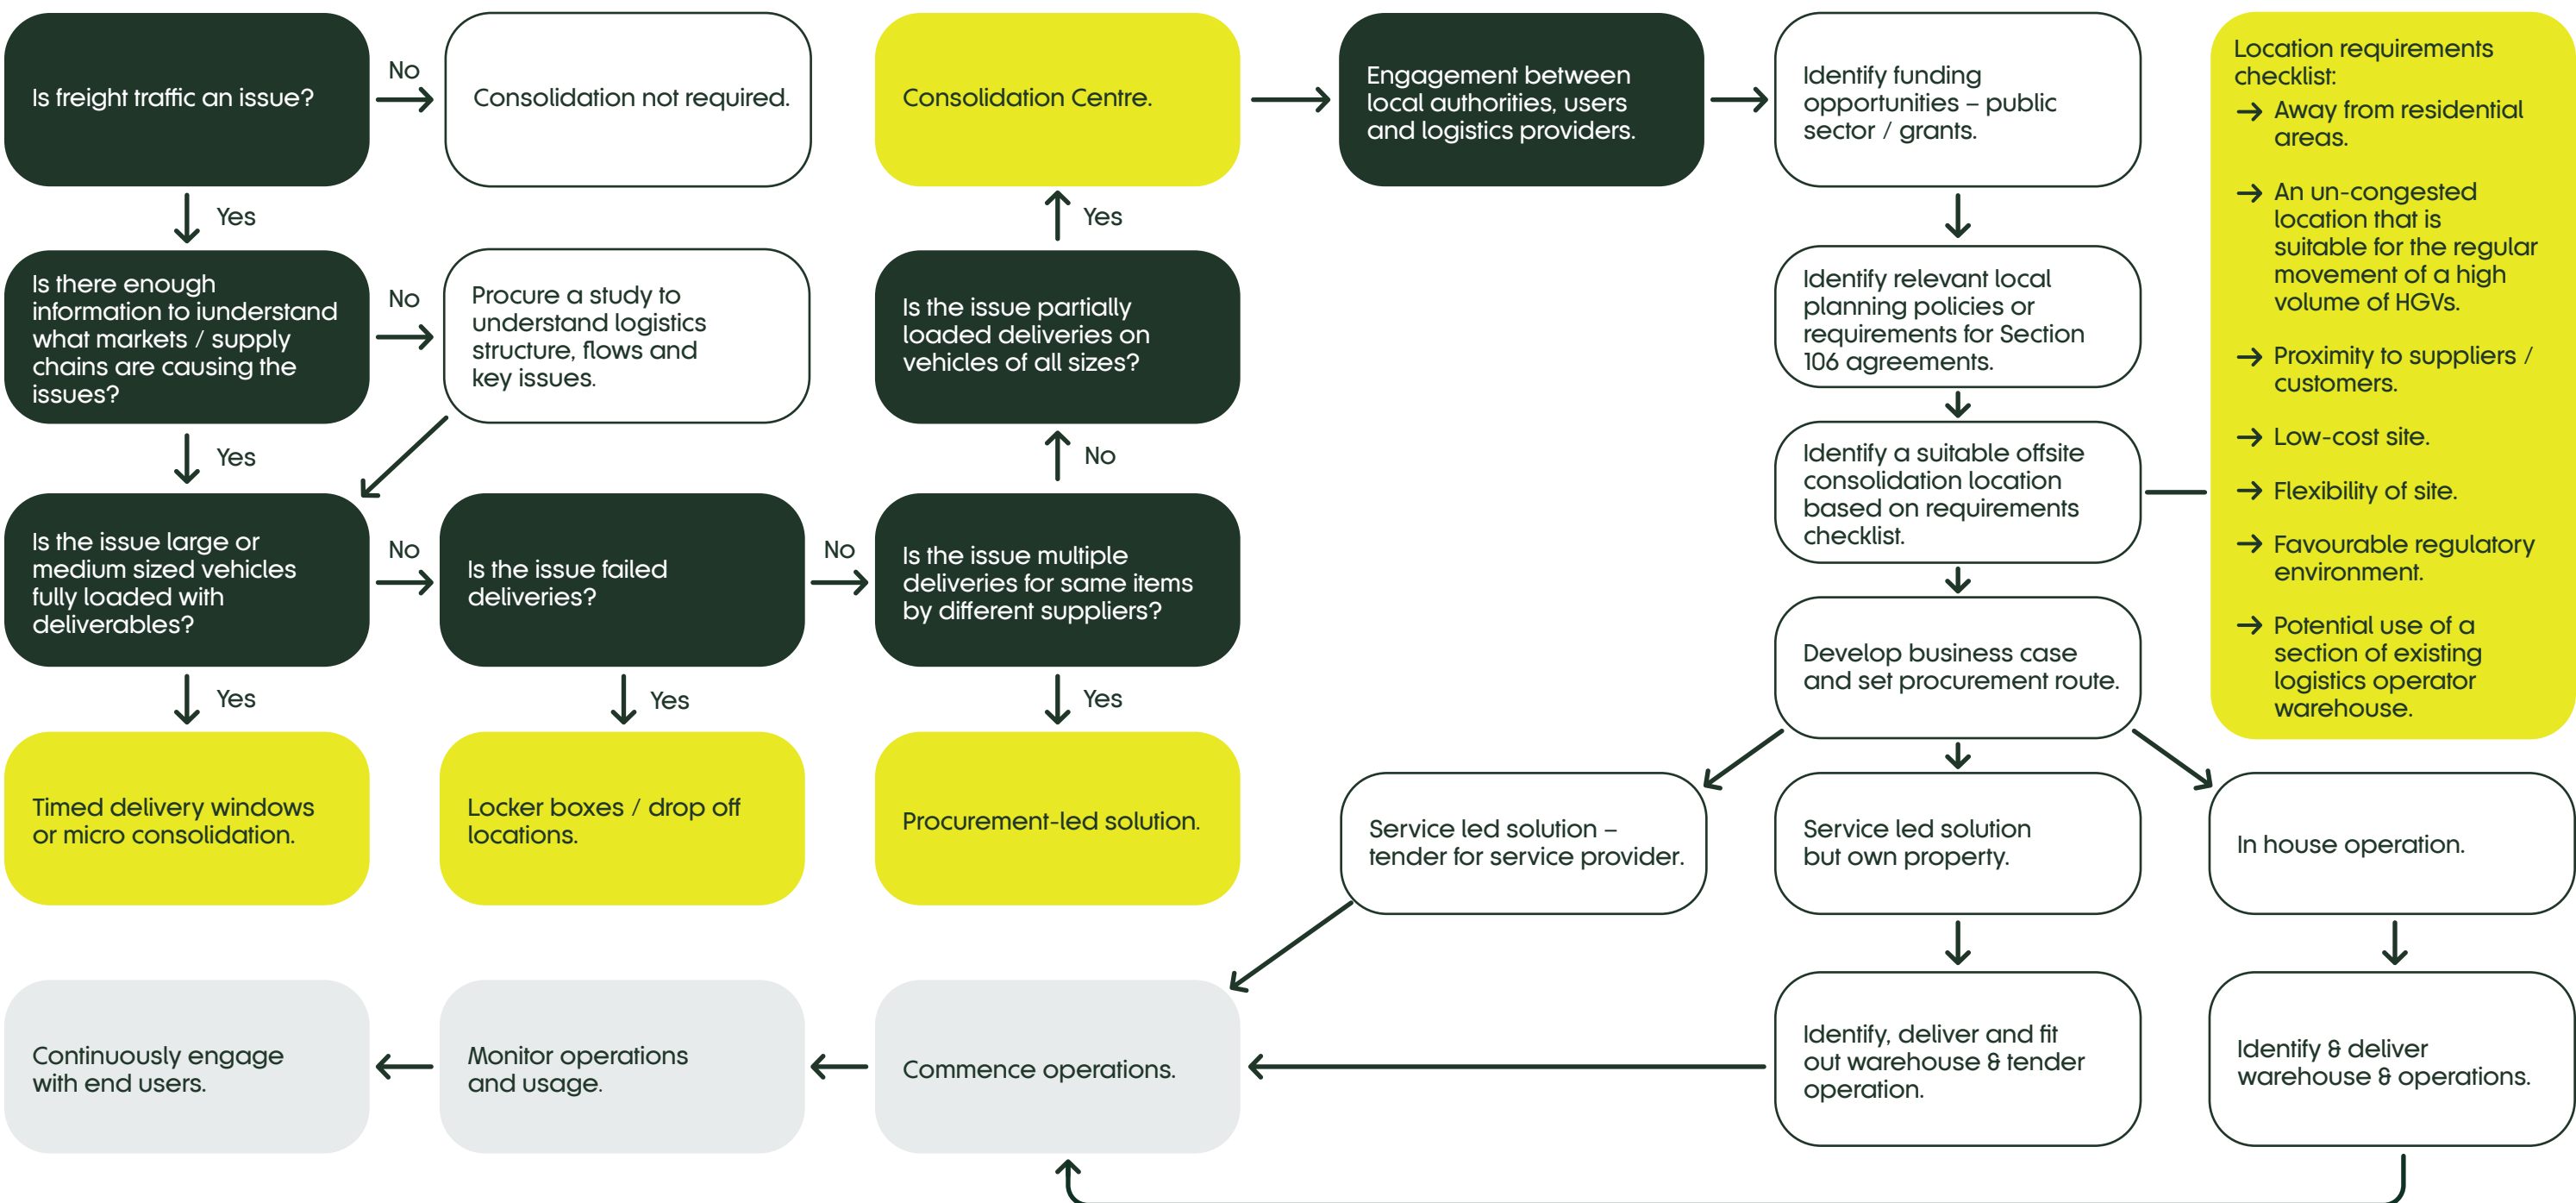 Is freight traffic an issue?
No
Consolidation not required.
Yes
Is there enough
information to iunderstand
what markets / supply
chains are causing the
issues?
No
Procure a study to
understand logistics
structure, flows and
key issues.
Yes
Is the issue large or
medium sized vehicles
fully loaded with
deliverables?
No
Is the issue failed
deliveries?
No
Is the issue multiple
deliveries for same items
by different suppliers?
Yes
Timed delivery windows
or micro consolidation.
Yes
Locker boxes / drop off
locations.
Yes
Procurement-led solution.
No
Is the issue partially
loaded deliveries on
vehicles of all sizes?
Yes
Consolidation Centre.
Engagement between
local authorities, users
and logistics providers.
Identify funding
opportunities – public
sector / grants.
Identify relevant local
planning policies or
requirements for Section
106 agreements.
Identify a suitable offsite
consolidation location
based on requirements
checklist.
Location requirements
checklist:
→ Away from residential
areas.
→ An un-congested
location that is
suitable for the regular
movement of a high
volume of HGVs.
→ Proximity to suppliers /
customers.
→ Low-cost site.
→ Flexibility of site.
→ Favourable regulatory
environment.
→ Potential use of a
section of existing
logistics operator
warehouse.
Develop business case
and set procurement route.
Service led solution –
tender for service provider.
Service led solution
but own property.
In house operation.
Identify, deliver and fit
out warehouse & tender
operation.
Identify & deliver
warehouse & operations.
Commence operations.
Monitor operations
and usage.
Continuously engage
with end users.